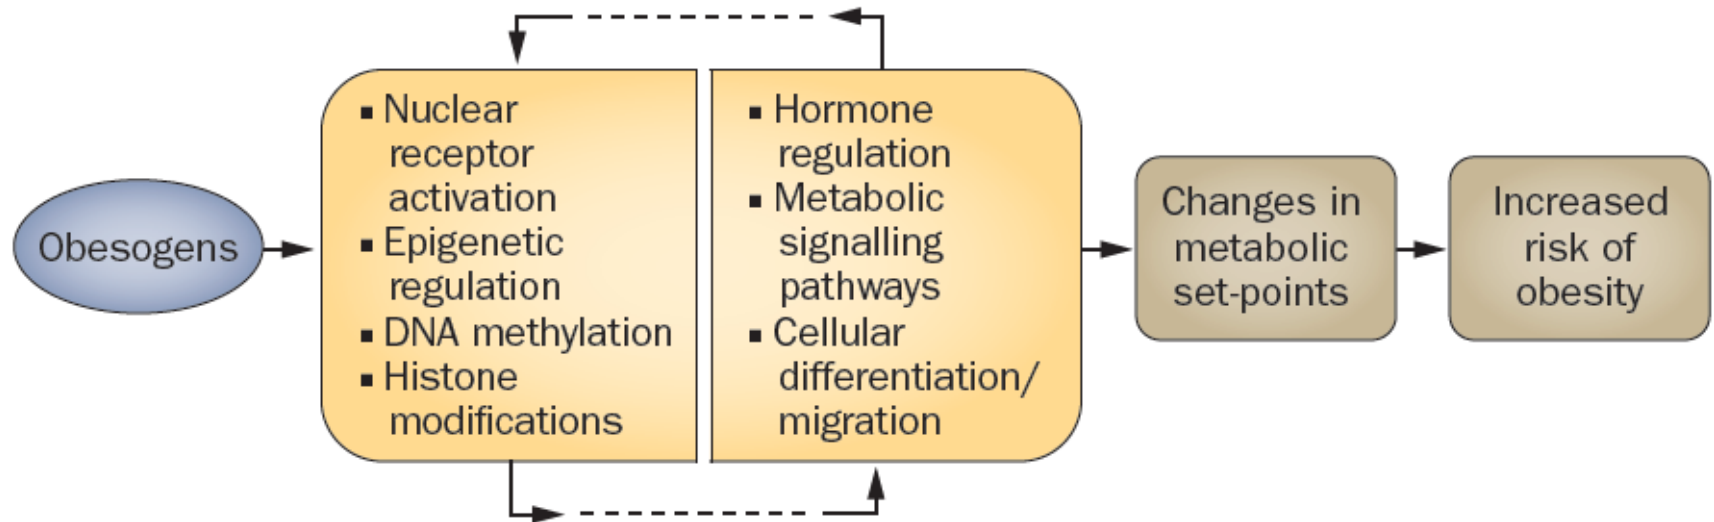 Obesogens
▪ Nuclear
receptor
activation
▪ Epigenetic
regulation
▪ DNA methylation
▪ Histone
modifications
▪ Hormone
regulation
▪ Metabolic
signalling
pathways
▪ Cellular
differentiation/
migration
Changes in
metabolic
set-points
Increased
risk of
obesity